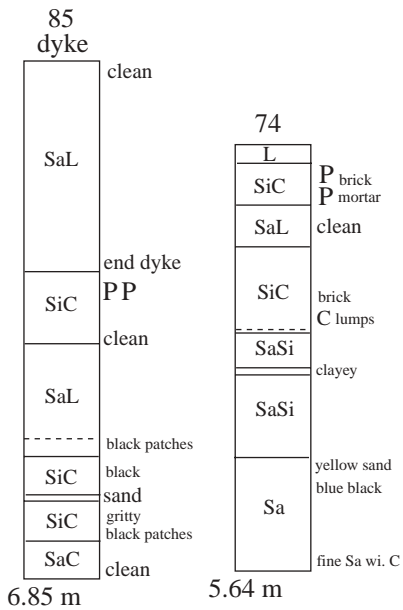 85
dyke
clean
SaL
end dyke
SiC
P P
clean
SaL
black patches
SiC
black
sand
SiC
gritty
black patches
SaC
clean
6.85 m
74
L
SiC
P brick
P mortar
SaL
clean
SiC
brick
C lumps
SaSi
clayey
SaSi
yellow sand
blue black
Sa
fine Sa wi. C
5.64 m